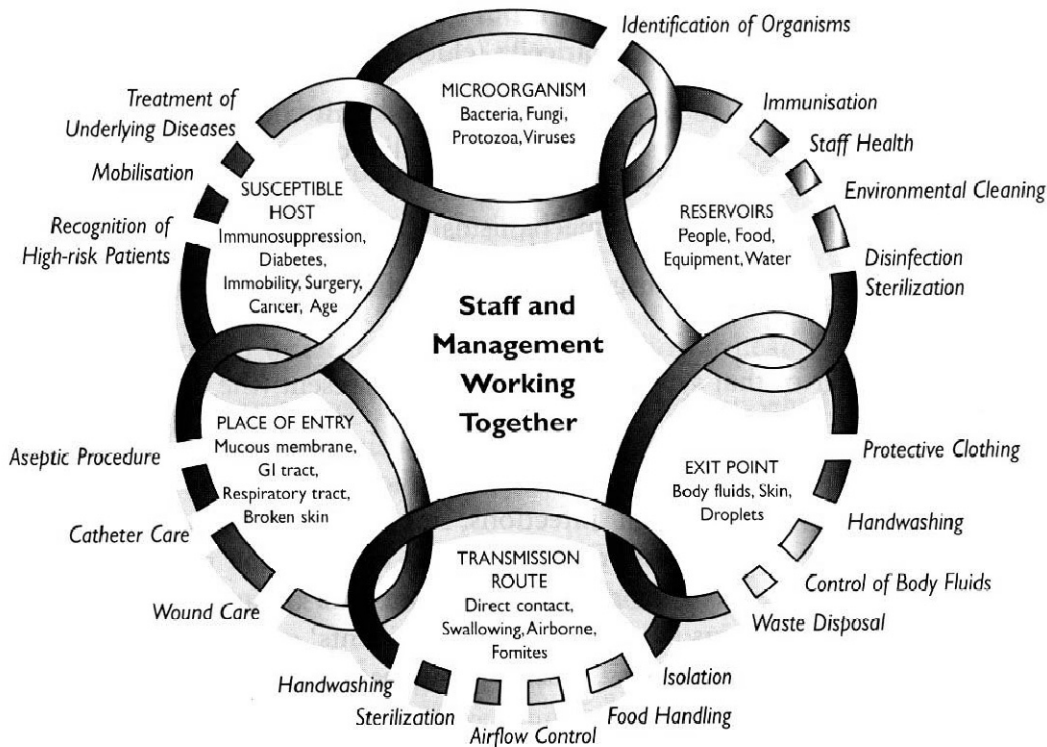 Identification of Organisms
MICROORGANISM
Bacteria, Fungi,
Protozoa, Viruses
Immunisation
Staff Health
Environmental Cleaning
Disinfection
Sterilization
RESERVOIRS
People, Food,
Equipment, Water
Protective Clothing
Handwashing
Control of Body Fluids
Waste Disposal
EXIT POINT
Body fluids, Skin,
Droplets
Isolation
Food Handling
Airflow Control
Sterilization
Handwashing
TRANSMISSION
ROUTE
Direct contact,
Swallowing, Airborne,
Fomites
Wound Care
Catheter Care
Aseptic Procedure
PLACE OF ENTRY
Mucous membrane,
GI tract,
Respiratory tract,
Broken skin
Recognition of
High-risk Patients
Mobilisation
Treatment of
Underlying Diseases
SUSCEPTIBLE
HOST
Immunosuppression,
Diabetes,
Immobility, Surgery,
Cancer, Age
Staff and
Management
Working
Together